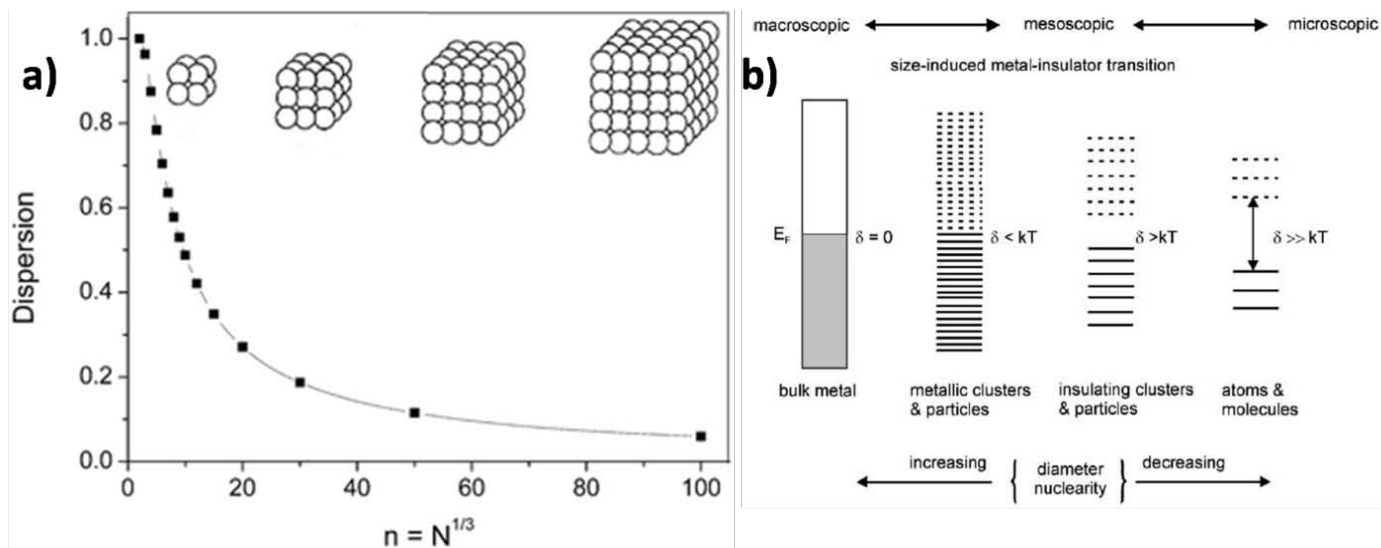 a)
1.0
0.8
0.6
0.4
0.2
0.0
Dispersion
0 20 40 60 80 100
n = N^1/3
b)
macroscopic mesoscopic microscopic
size-induced metal-insulator transition
E_F δ = 0 δ < kT δ >kT δ >> kT
bulk metal metallic clusters & particles insulating clusters & particles atoms & molecules
increasing { diameter nuclearity } decreasing